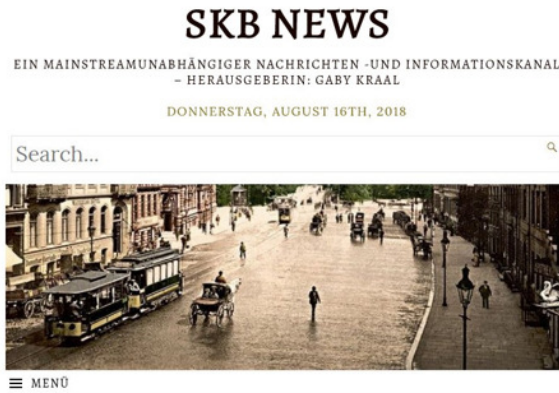 SKB NEWS
EIN MAINSTREAMUNABHÄNGIGER NACHRICHTEN -UND INFORMATIONSKANAL
– HERAUSGEBERIN: GABY KRAAL
DONNERSTAG, AUGUST 16TH, 2018
Search...
MENÜ